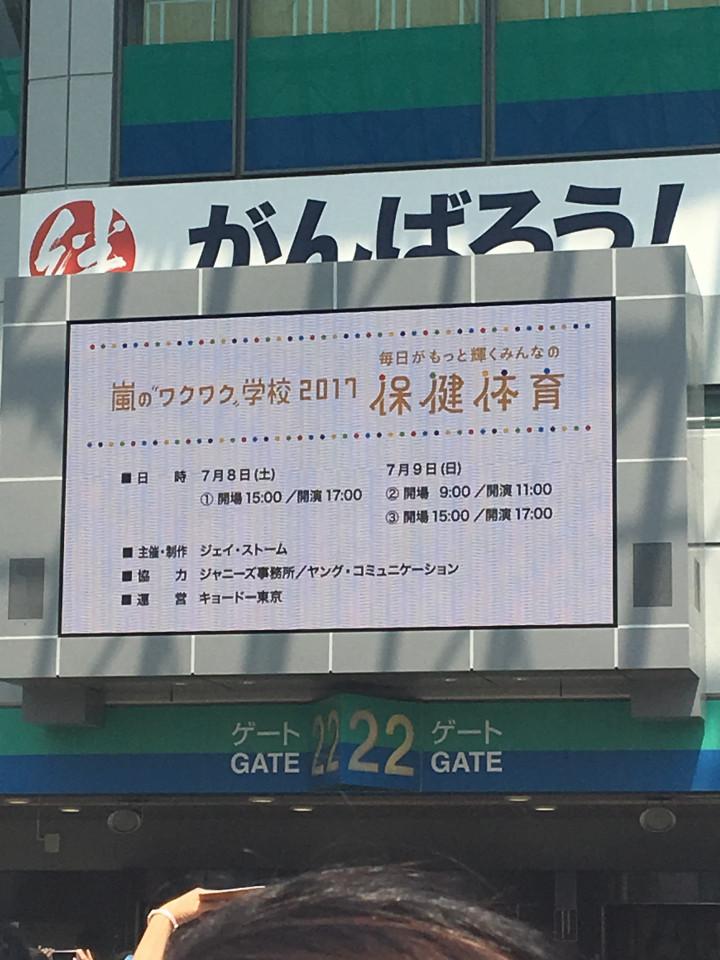 がんばろう!
毎日がもっと輝くみんなの
嵐の"ワクワク"学校 2017 保健体育
■日 時 7月8日(土) 7月9日(日)
① 開場 15:00 /開演 17:00 ② 開場 9:00 /開演 11:00
③ 開場 15:00 /開演 17:00
■主催・制作 ジェイ・ストーム
■協 力 ジャニーズ事務所/ヤング・コミュニケーション
■運 営 キョードー東京
ゲート 22 22 ゲート
GATE GATE